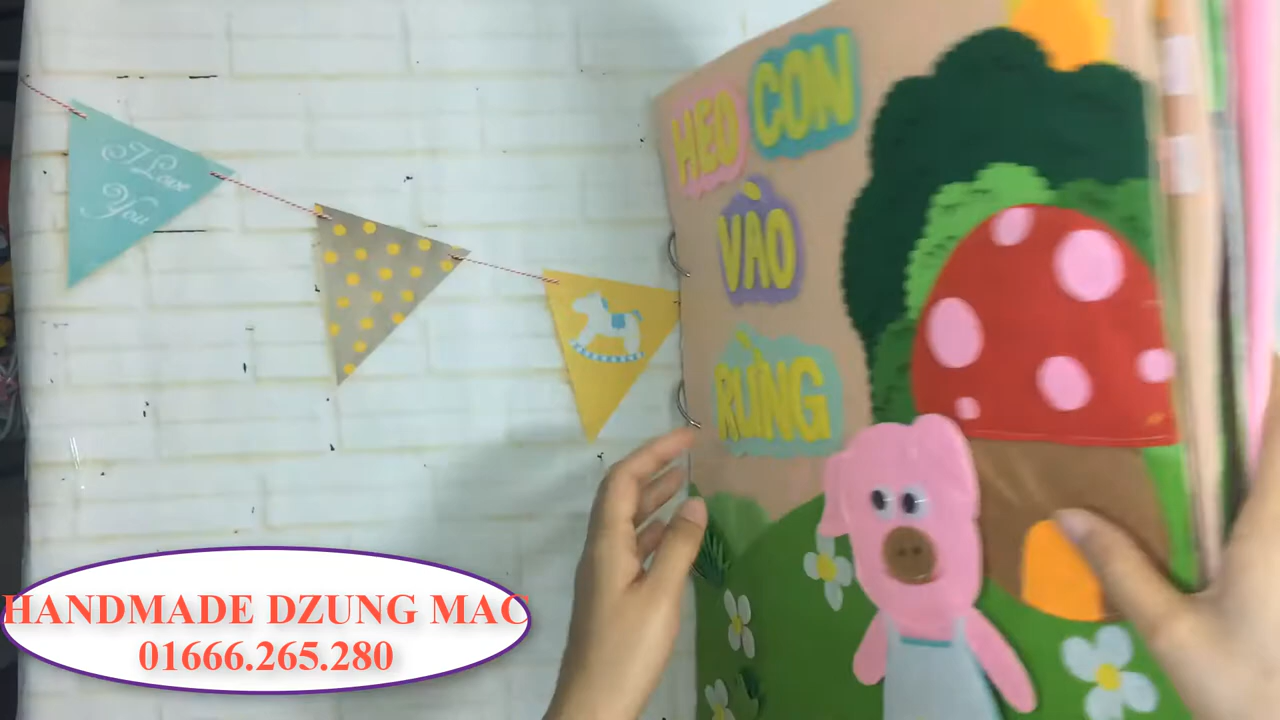 I Love
You
HEO CON
VÀO
RỪNG
HANDMADE DZUNG MAC
01666.265.280